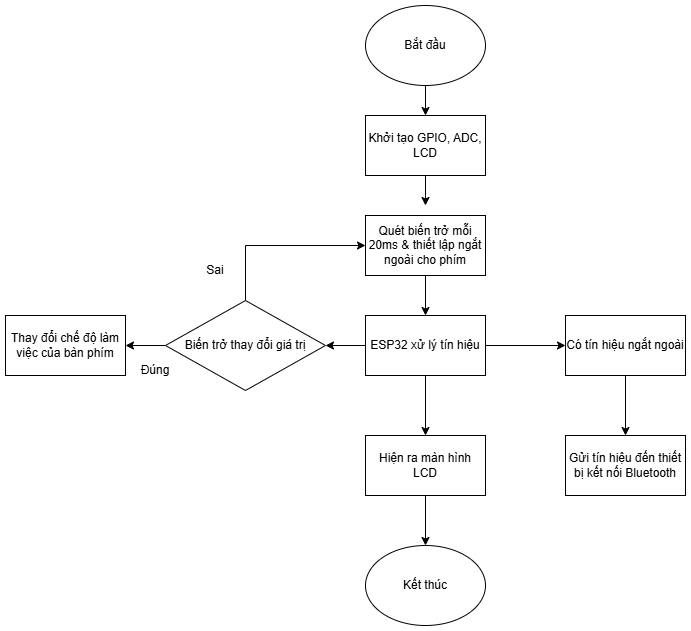 Bắt đầu
Khởi tạo GPIO, ADC,
LCD
Quét biến trở mỗi
20ms & thiết lập ngắt
ngoài cho phím
Sai
Thay đổi chế độ làm
việc của bàn phím
Đúng
Biến trở thay đổi giá trị
ESP32 xử lý tín hiệu
Có tín hiệu ngắt ngoài
Hiện ra màn hình
LCD
Gửi tín hiệu đến thiết
bị kết nối Bluetooth
Kết thúc